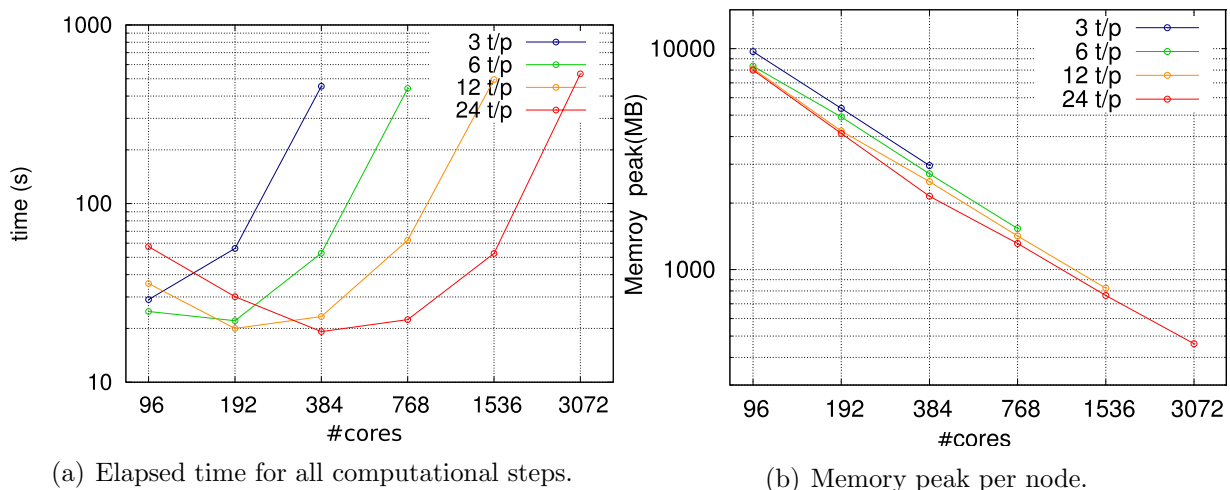 1000
100
10
time (s)
3 t/p
6 t/p
12 t/p
24 t/p
96 192 384 768 1536 3072
#cores
(a) Elapsed time for all computational steps.
10000
1000
Memroy peak(MB)
3 t/p
6 t/p
12 t/p
24 t/p
96 192 384 768 1536 3072
#cores
(b) Memory peak per node.